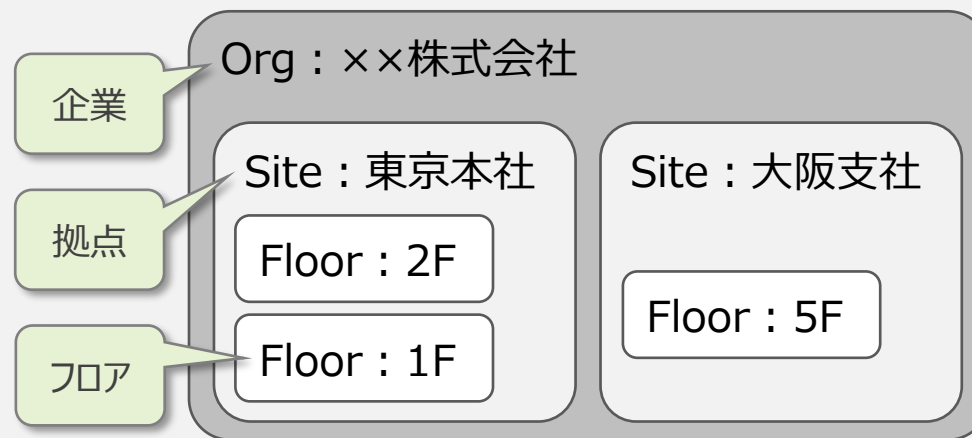 企業
Org：××株式会社
拠点
Site：東京本社
Floor：2F
フロア
Floor：1F
Site：大阪支社
Floor：5F